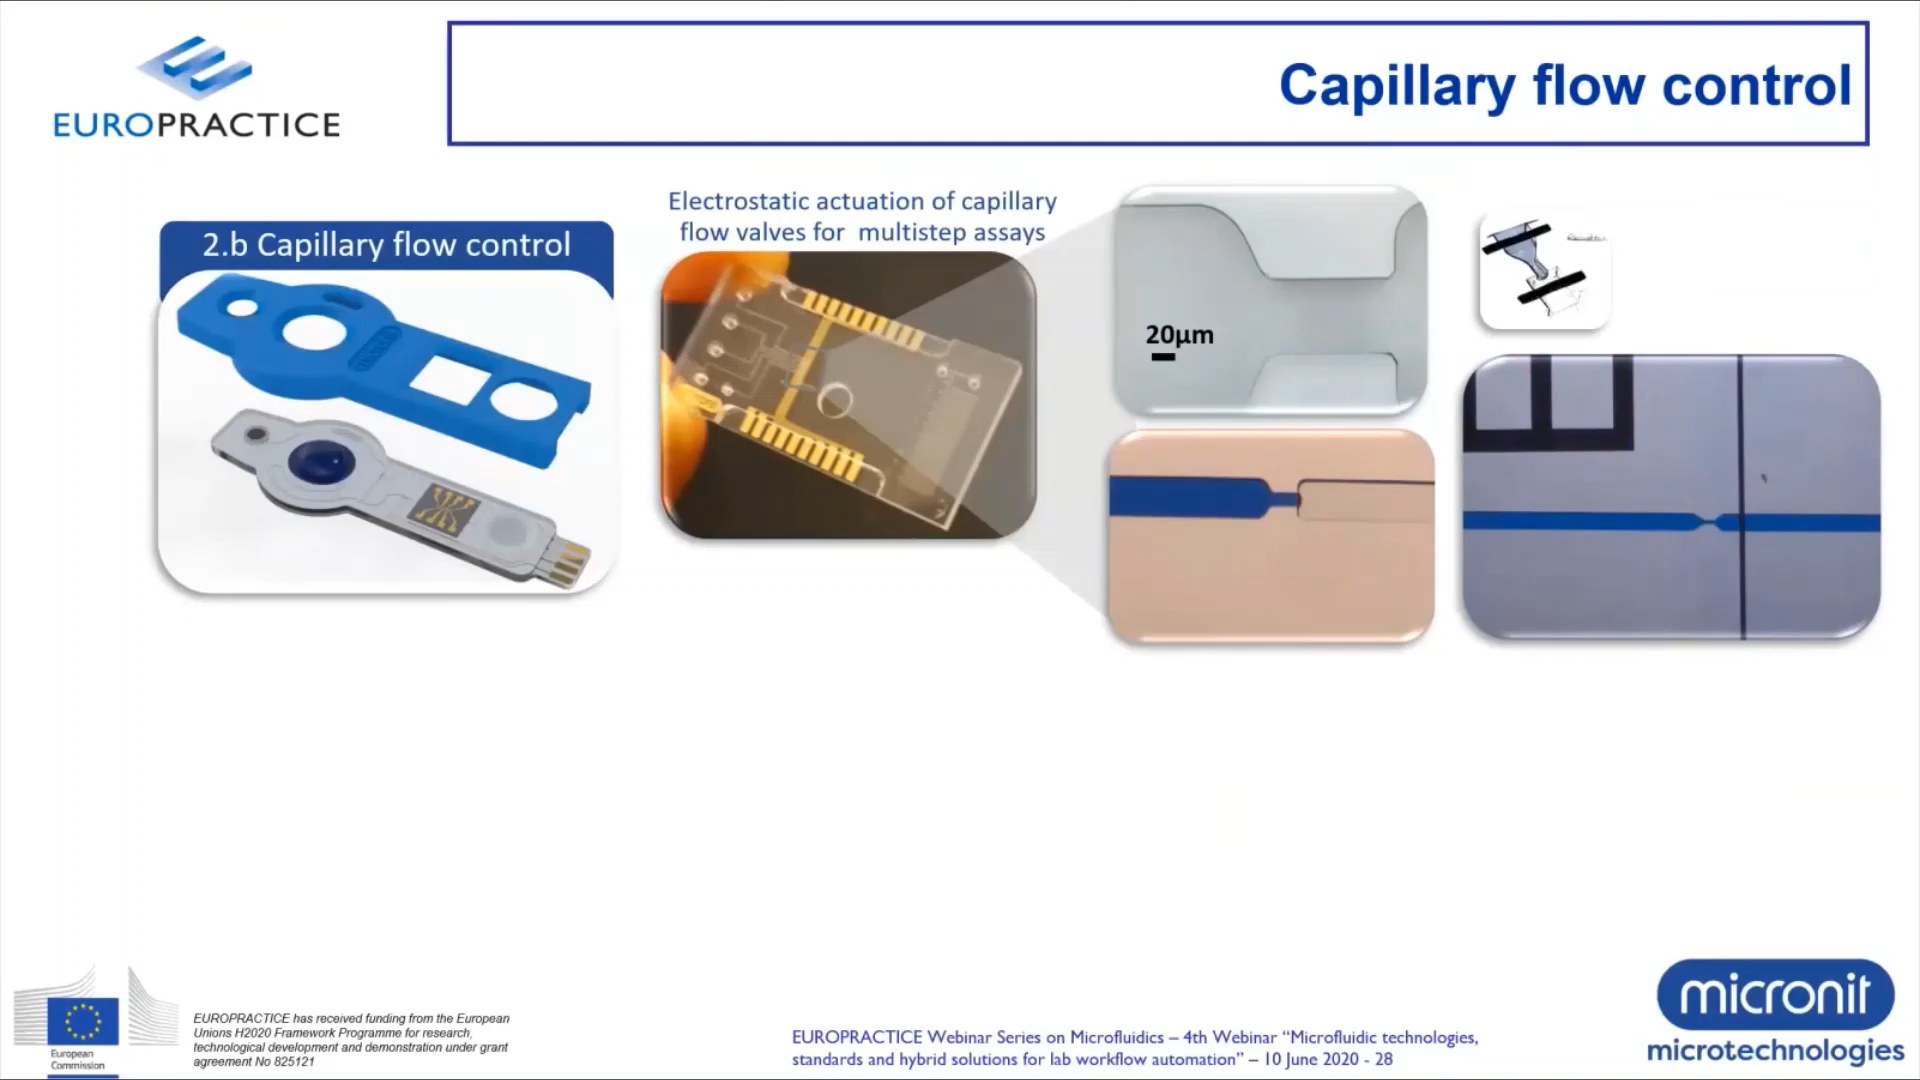 EUROPRACTICE
Capillary flow control
2.b Capillary flow control
Electrostatic actuation of capillary
flow valves for multistep assays
20µm
European
Commission
EUROPRACTICE has received funding from the European
Unions H2020 Framework Programme for research,
technological development and demonstration under grant
agreement No 825121
EUROPRACTICE Webinar Series on Microfluidics – 4th Webinar “Microfluidic technologies,
standards and hybrid solutions for lab workflow automation” – 10 June 2020 - 28
micronit
microtechnologies